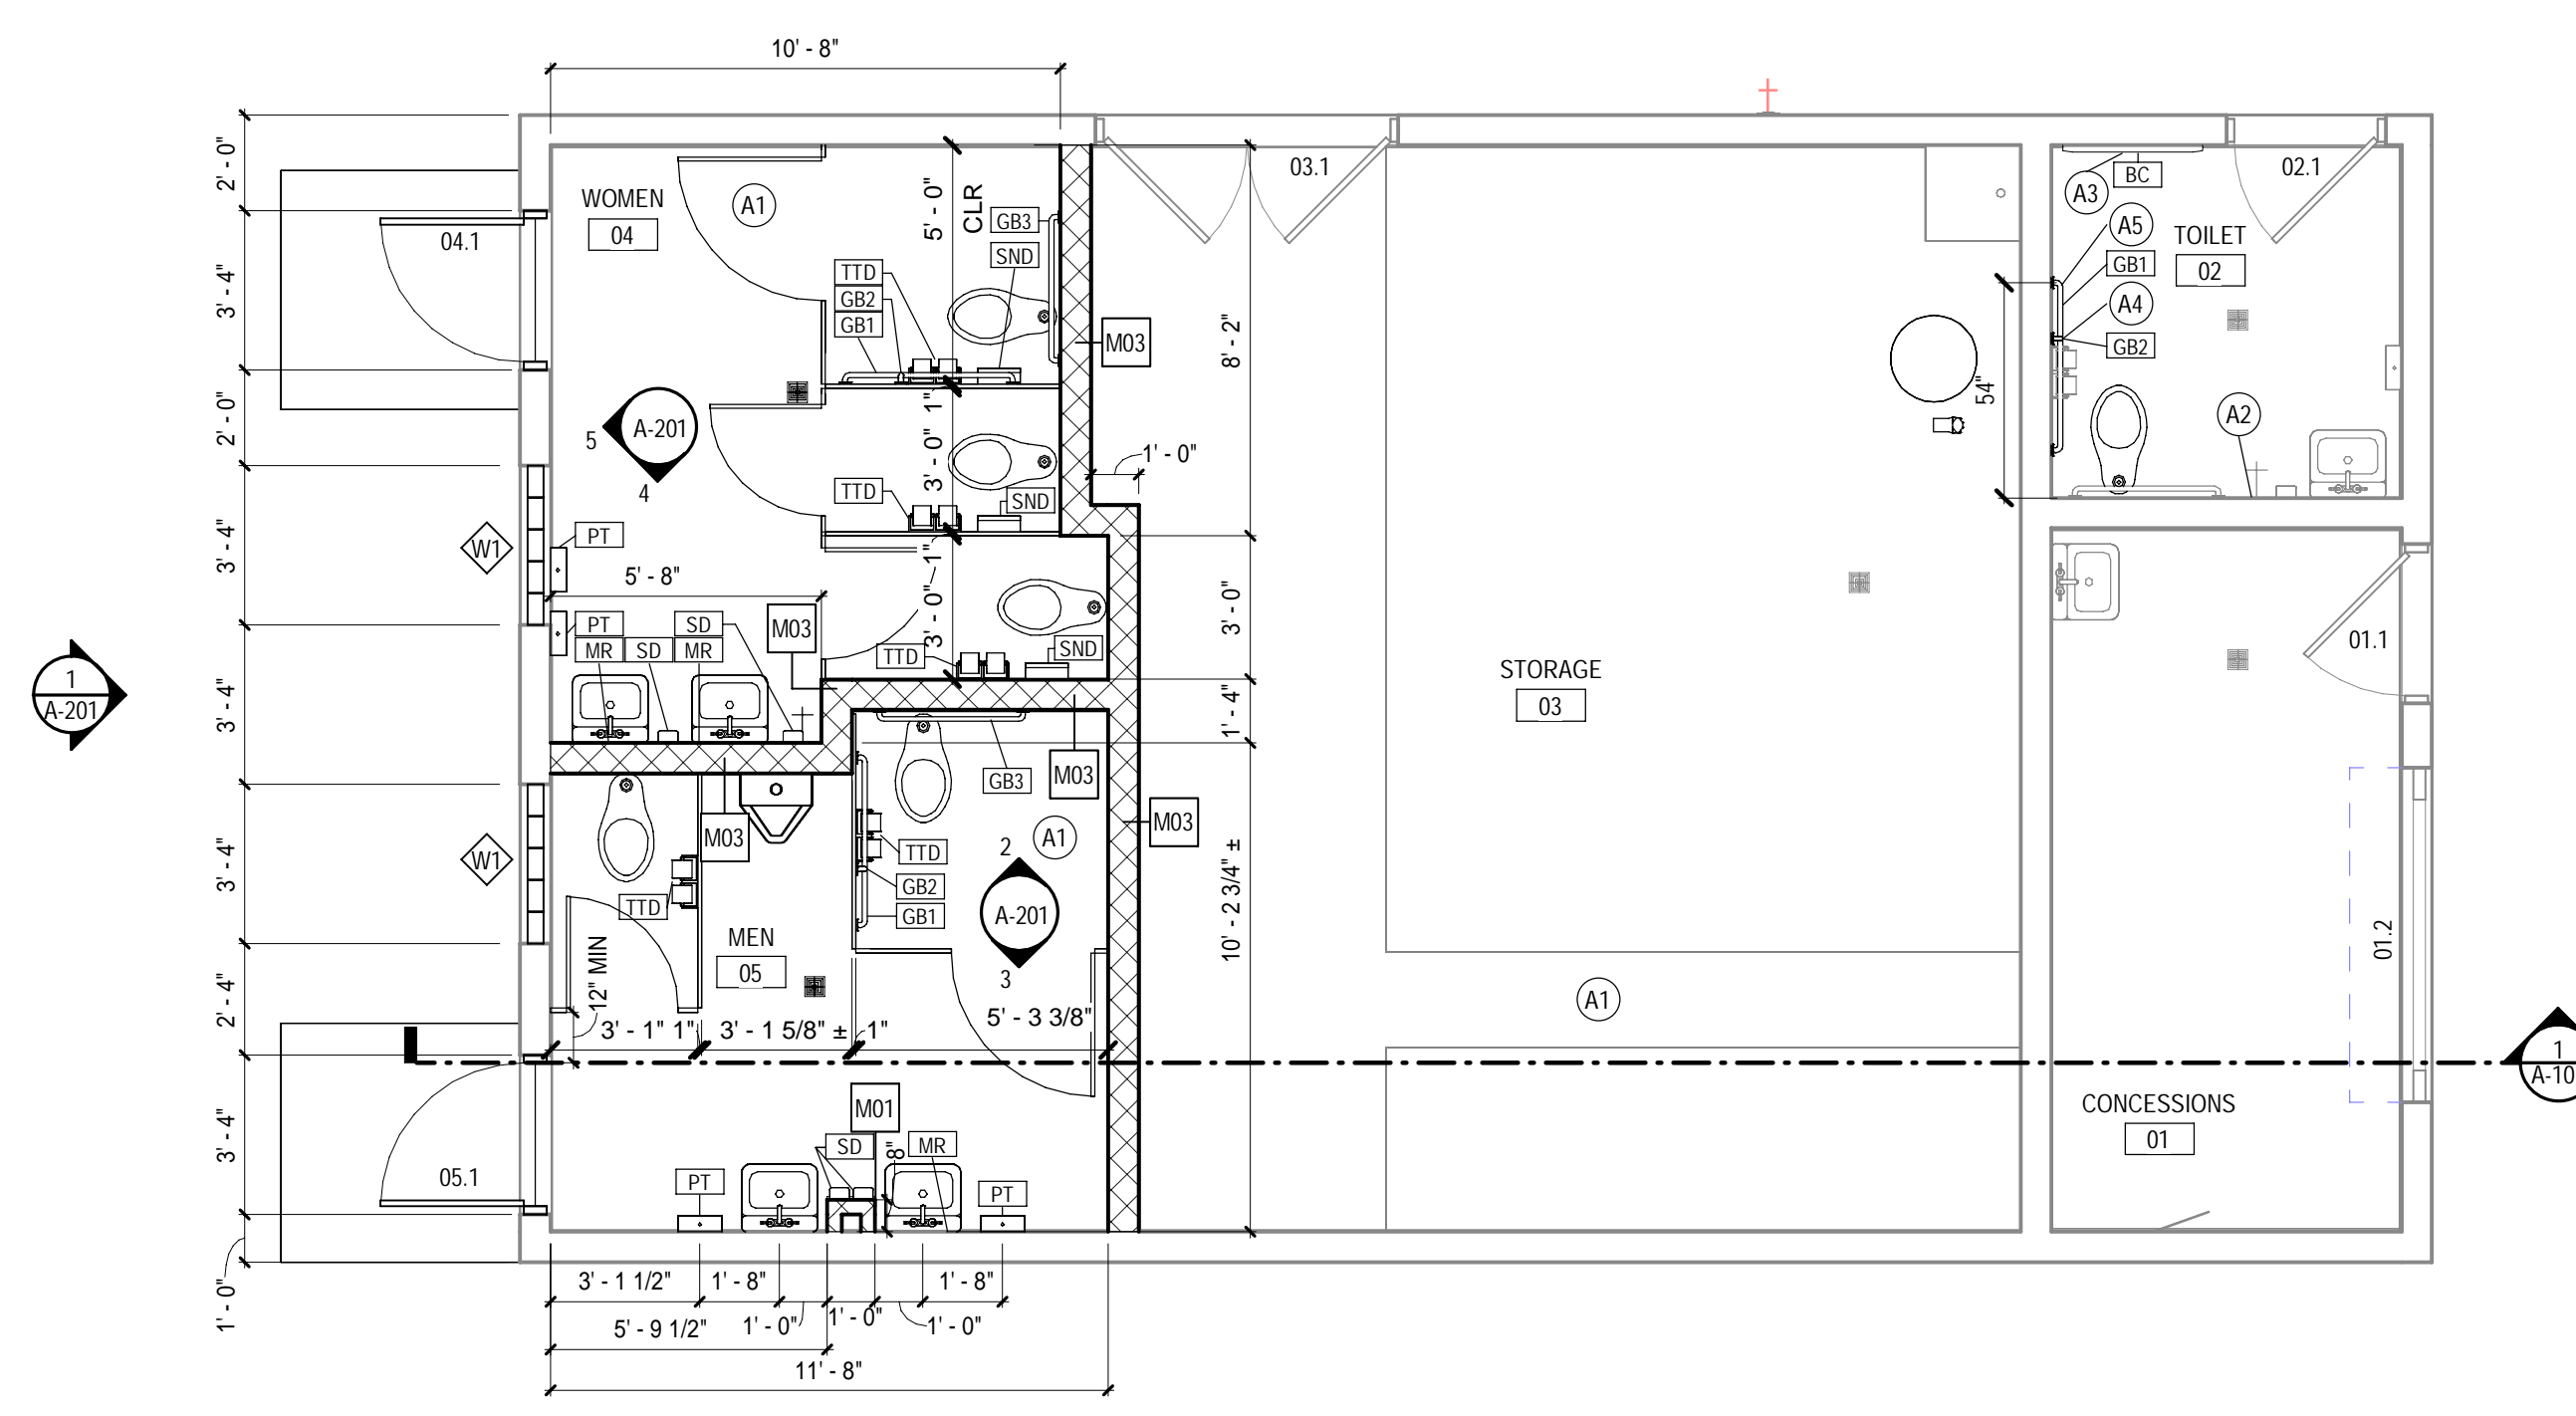 10' - 8"
2' - 0"
3' - 4"
2' - 0"
3' - 4"
3' - 4"
3' - 4"
2' - 4"
3' - 4"
1' - 0"
04.1
WOMEN
04
A1
5' - 0"
CLR
GB3
SND
TTD
GB2
GB1
M03
03.1
8' - 2"
5
A-201
4
1"
3' - 0"
TTD
SND
1' - 0"
W1
PT
5' - 8"
1"
3' - 0"
3' - 0"
PT
SD
M03
MR
SD
MR
TTD
SND
1' - 4"
1
A-201
GB3
M03
M03
M03
W1
TTD
2
A1
TTD
GB2
GB1
A-201
3
MEN
05
12" MIN
3' - 1"
1"
3' - 1 5/8" ±
1"
5' - 3 3/8"
10' - 2 3/4" ±
M01
SD
8"
MR
05.1
PT
PT
3' - 1 1/2"
1' - 8"
1' - 8"
1' - 0"
1' - 0"
1' - 0"
5' - 9 1/2"
11' - 8"
STORAGE
03
A1
54"
02.1
BC
A3
A5
TOILET
02
GB1
A4
GB2
A2
01.1
01.2
CONCESSIONS
01
1
A-10